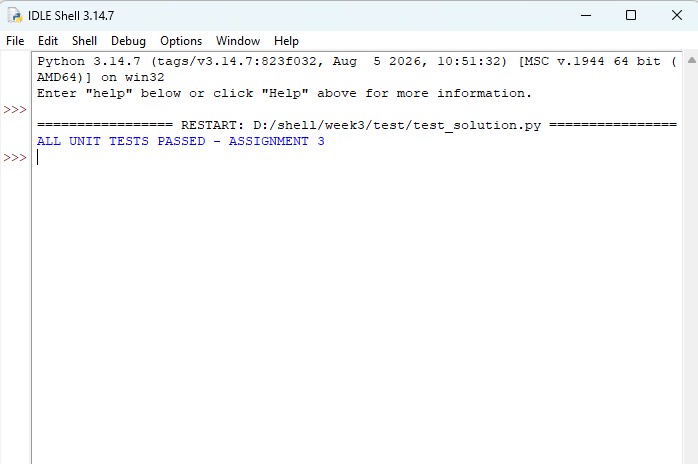 IDLE Shell 3.14.7
File Edit Shell Debug Options Window Help
Python 3.14.7 (tags/v3.14.7:823f032, Aug  5 2026, 10:51:32) [MSC v.1944 64 bit (
AMD64)] on win32
Enter "help" below or click "Help" above for more information.
>>>
================= RESTART: D:/shell/week3/test/test_solution.py ================
ALL UNIT TESTS PASSED - ASSIGNMENT 3
>>>